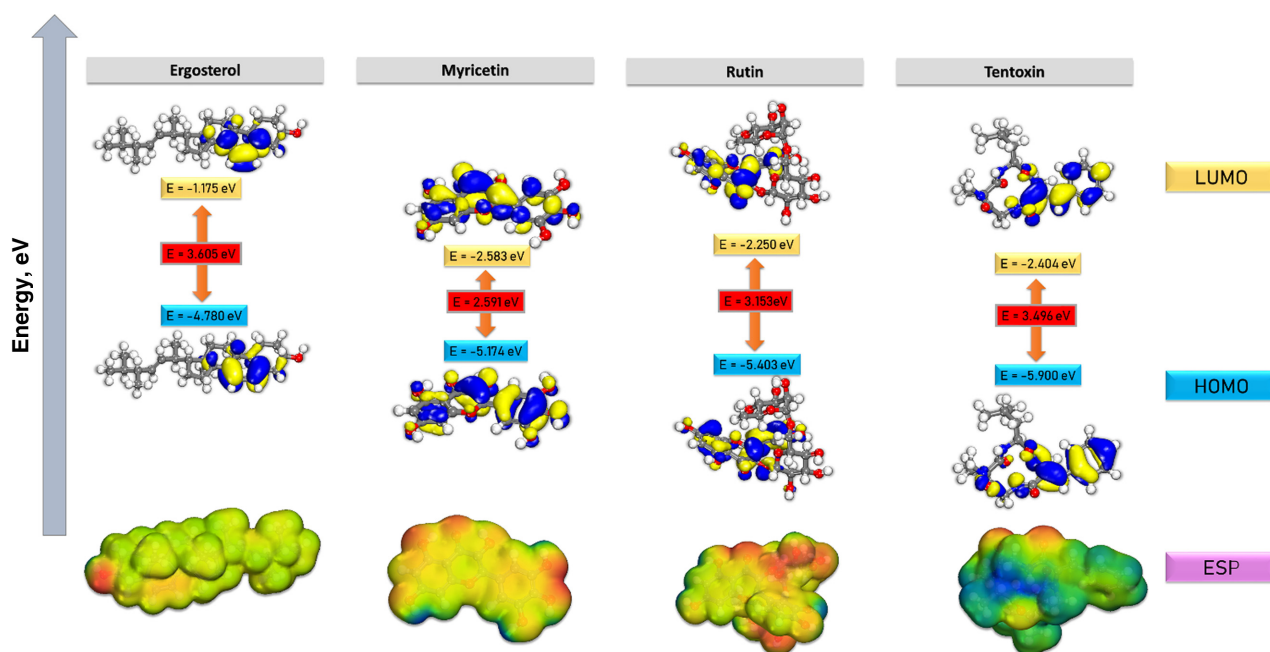 Energy, eV
Ergosterol
Myricetin
Rutin
Tentoxin
E = -1.175 eV
E = 3.605 eV
E = -4.780 eV
E = -2.583 eV
E = 2.591 eV
E = -5.174 eV
E = -2.250 eV
E = 3.153eV
E = -5.403 eV
E = -2.404 eV
E = 3.496 eV
E = -5.900 eV
LUMO
HOMO
ESP